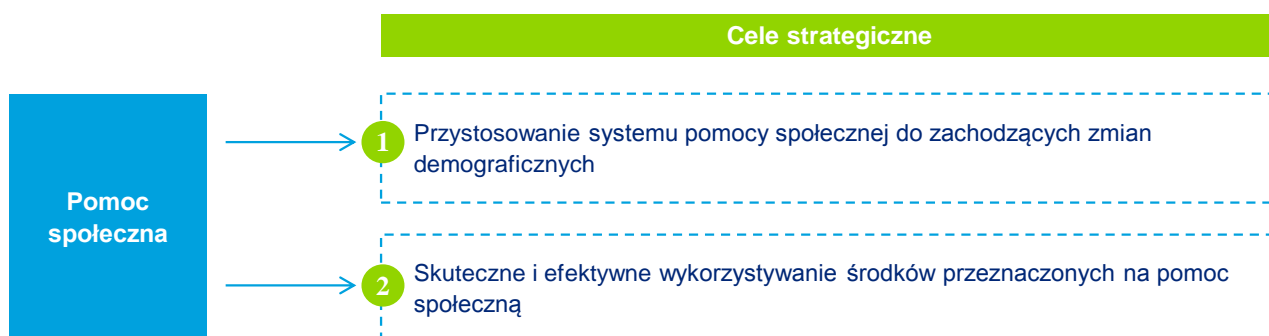 Cele strategiczne
Pomoc
społeczna
1
Przystosowanie systemu pomocy społecznej do zachodzących zmian
demograficznych
2
Skuteczne i efektywne wykorzystywanie środków przeznaczonych na pomoc
społeczną